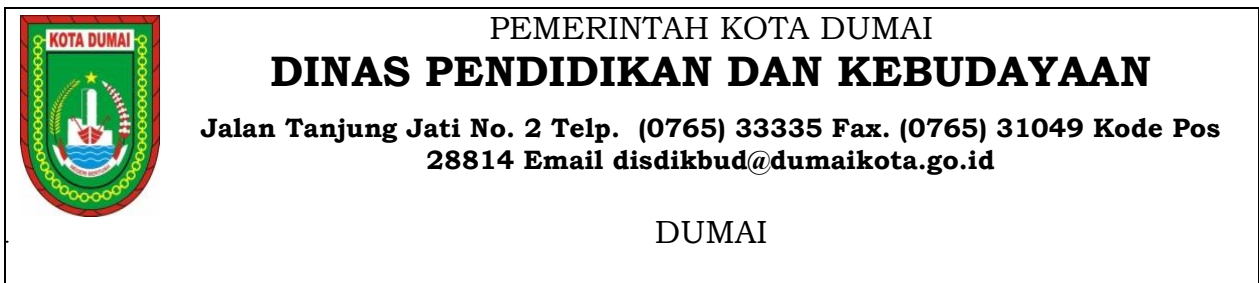 KOTA DUMAI
PEMERINTAH KOTA DUMAI
DINAS PENDIDIKAN DAN KEBUDAYAAN
Jalan Tanjung Jati No. 2 Telp.  (0765) 33335 Fax. (0765) 31049 Kode Pos
28814 Email disdikbud@dumaikota.go.id
DUMAI
.